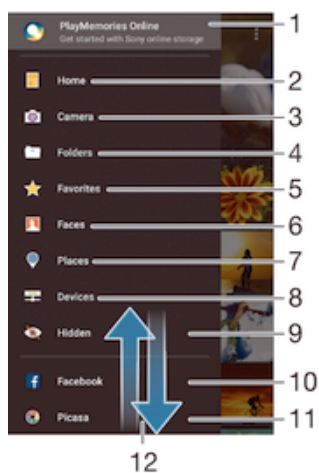 PlayMemories Online 1
Get started with Sony online storage
Home 2
Camera 3
Folders 4
Favorites 5
Faces 6
Places 7
Devices 8
Hidden 9
Facebook 10
Picasa 11
12